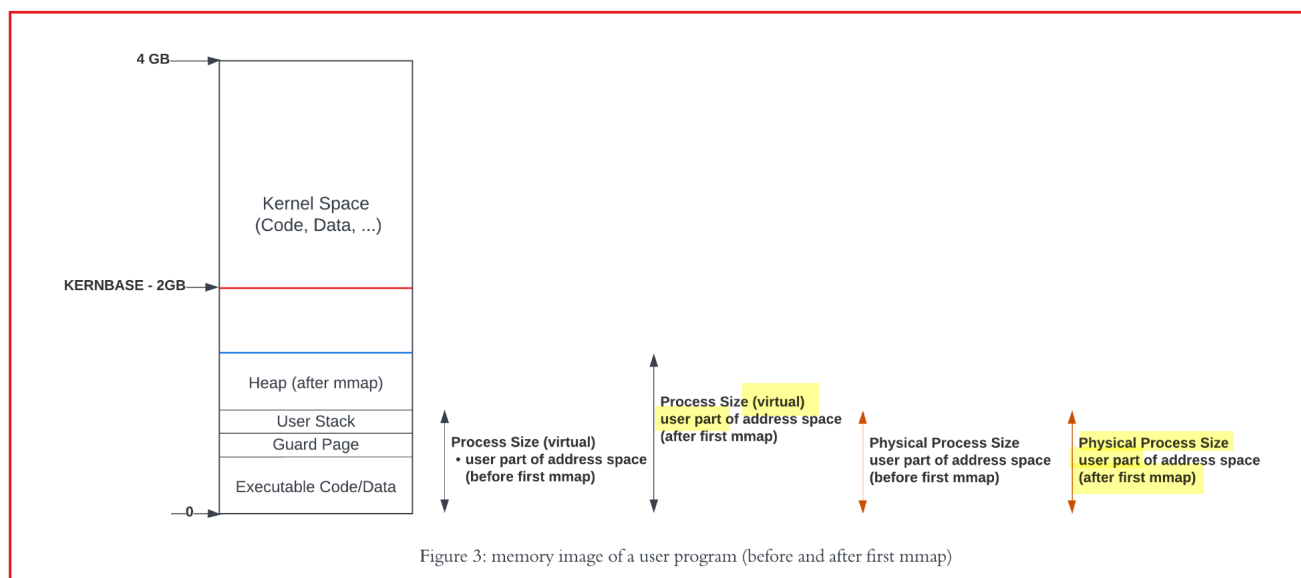 4 GB
Kernel Space
(Code, Data, ...)
KERNBASE - 2GB
Heap (after mmap)
User Stack
Guard Page
Executable Code/Data
0
Process Size (virtual)
• user part of address space
(before first mmap)
Process Size (virtual)
user part of address space
(after first mmap)
Physical Process Size
user part of address space
(before first mmap)
Physical Process Size
user part of address space
(after first mmap)
Figure 3: memory image of a user program (before and after first mmap)